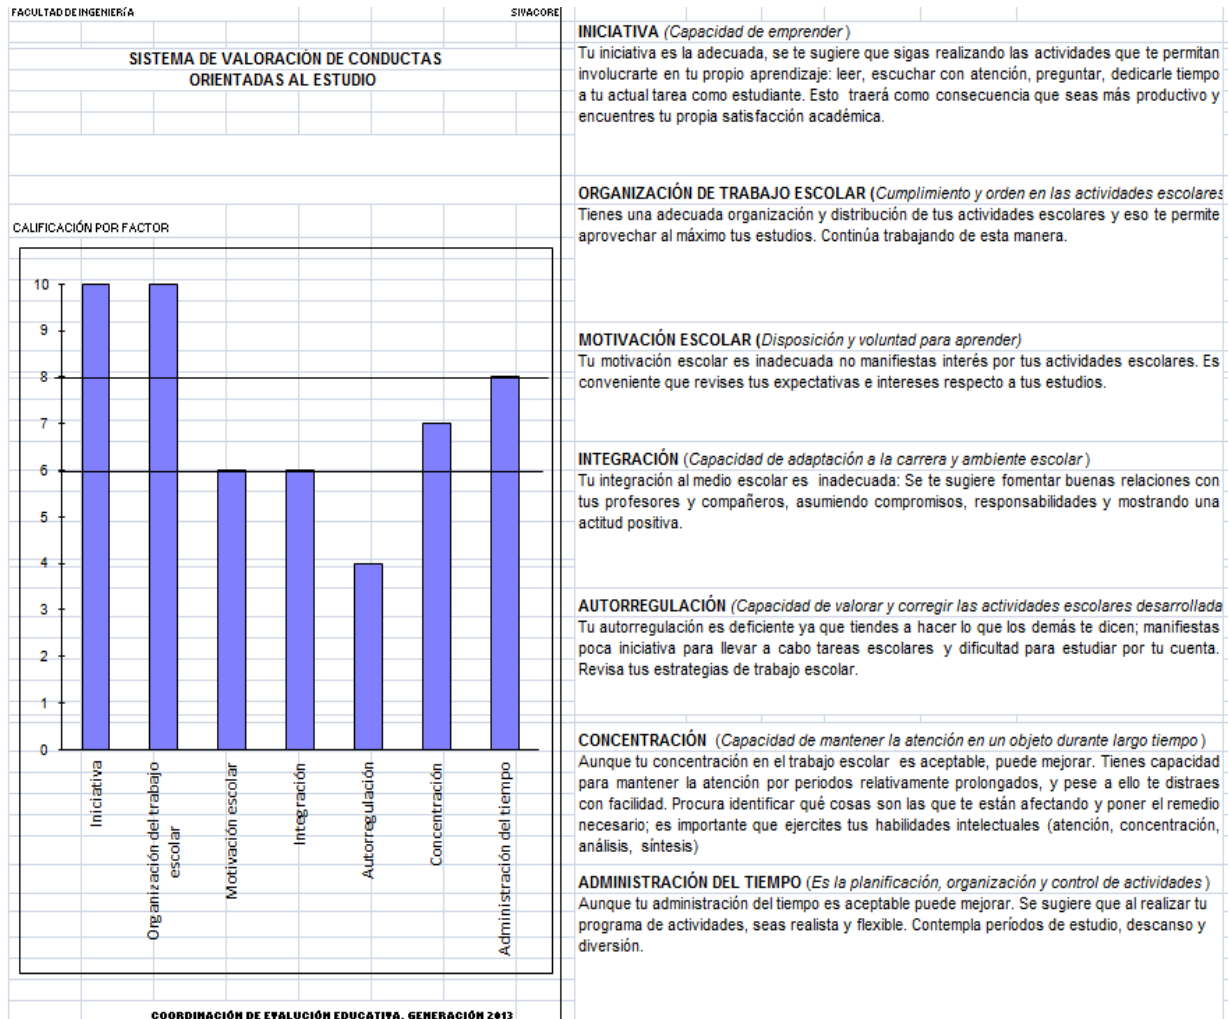 FACULTAD DE INGENIERÍA
SIVACORE
SISTEMA DE VALORACIÓN DE CONDUCTAS
ORIENTADAS AL ESTUDIO
CALIFICACIÓN POR FACTOR
10
9
8
7
6
5
4
3
2
1
0
Iniciativa
Organización del trabajo
escolar
Motivación escolar
Integración
Autorregulación
Concentración
Administración del tiempo
COORDINACIÓN DE EVALUCIÓN EDUCATIVA. GENERACIÓN 2013
INICIATIVA (Capacidad de emprender)
Tu iniciativa es la adecuada, se te sugiere que sigas realizando las actividades que te permitan
involucrarte en tu propio aprendizaje: leer, escuchar con atención, preguntar, dedicarle tiempo
a tu actual tarea como estudiante. Esto traerá como consecuencia que seas más productivo y
encuentres tu propia satisfacción académica.
ORGANIZACIÓN DE TRABAJO ESCOLAR (Cumplimiento y orden en las actividades escolares
Tienes una adecuada organización y distribución de tus actividades escolares y eso te permite
aprovechar al máximo tus estudios. Continúa trabajando de esta manera.
MOTIVACIÓN ESCOLAR (Disposición y voluntad para aprender)
Tu motivación escolar es inadecuada no manifiestas interés por tus actividades escolares. Es
conveniente que revises tus expectativas e intereses respecto a tus estudios.
INTEGRACIÓN (Capacidad de adaptación a la carrera y ambiente escolar)
Tu integración al medio escolar es inadecuada: Se te sugiere fomentar buenas relaciones con
tus profesores y compañeros, asumiendo compromisos, responsabilidades y mostrando una
actitud positiva.
AUTORREGULACIÓN (Capacidad de valorar y corregir las actividades escolares desarrollada
Tu autorregulación es deficiente ya que tiendes a hacer lo que los demás te dicen; manifiestas
poca iniciativa para llevar a cabo tareas escolares y dificultad para estudiar por tu cuenta.
Revisa tus estrategias de trabajo escolar.
CONCENTRACIÓN (Capacidad de mantener la atención en un objeto durante largo tiempo)
Aunque tu concentración en el trabajo escolar es aceptable, puede mejorar. Tienes capacidad
para mantener la atención por periodos relativamente prolongados, y pese a ello te distraes
con facilidad. Procura identificar qué cosas son las que te están afectando y poner el remedio
necesario; es importante que ejercites tus habilidades intelectuales (atención, concentración,
análisis, síntesis)
ADMINISTRACIÓN DEL TIEMPO (Es la planificación, organización y control de actividades)
Aunque tu administración del tiempo es aceptable puede mejorar. Se sugiere que al realizar tu
programa de actividades, seas realista y flexible. Contempla períodos de estudio, descanso y
diversión.